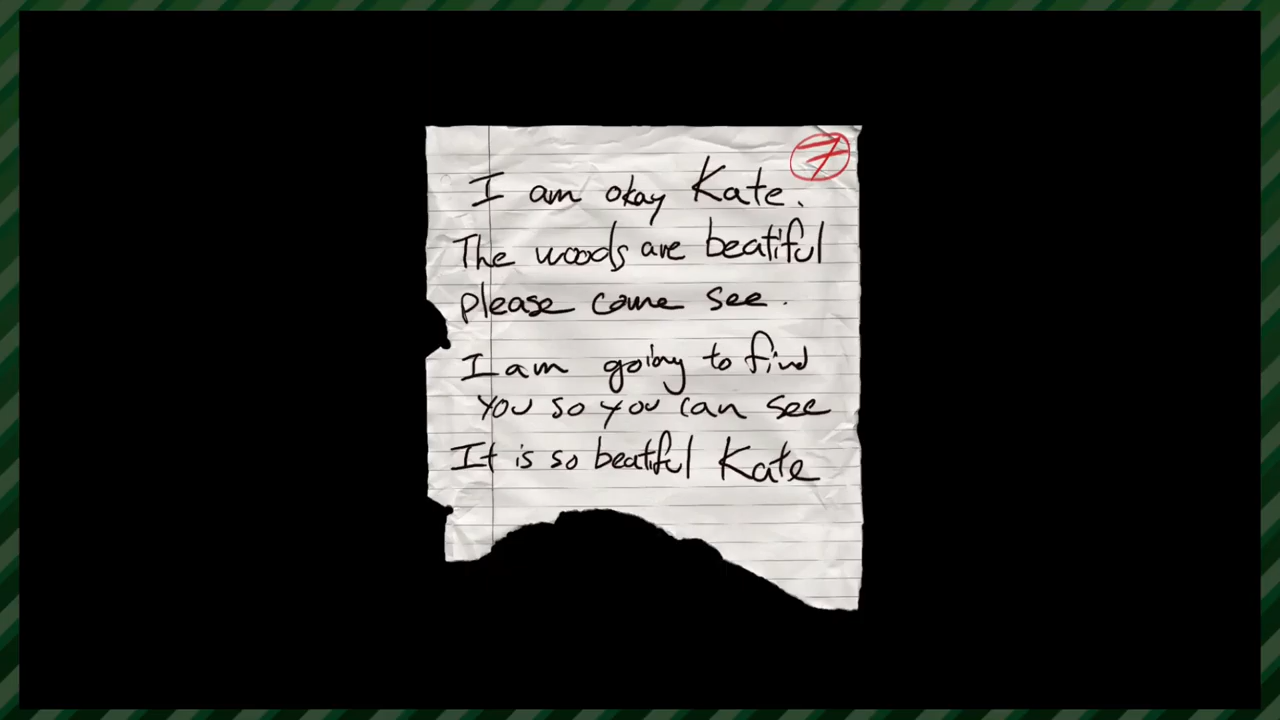 7
I am okay Kate.
The woods are beatiful
please come see.
I am going to find
you so you can see
It is so beatiful Kate